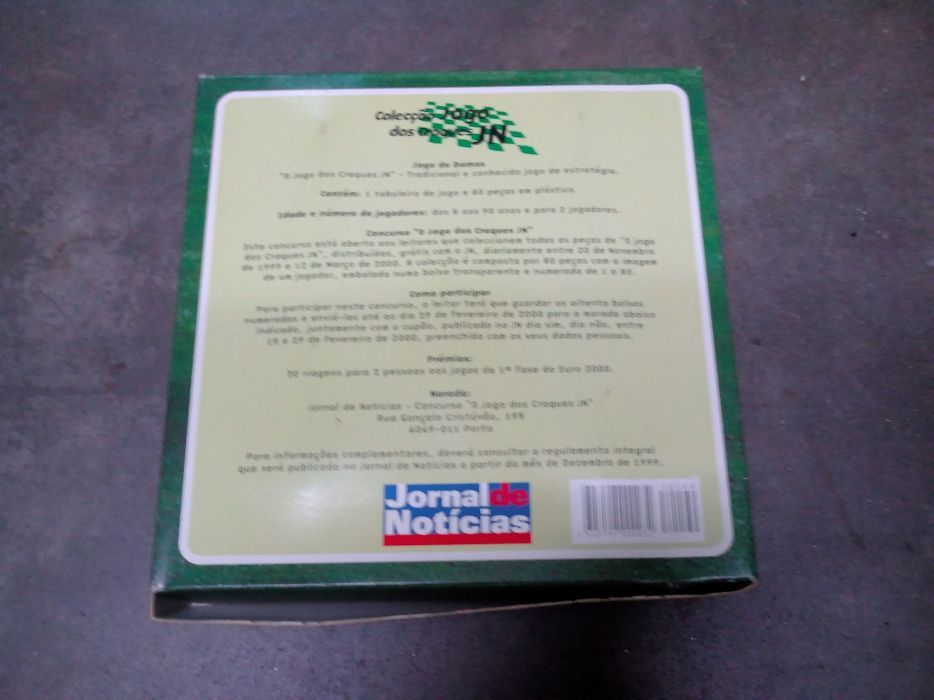 Colecção Jogo
dos Craques JN
Jogo de Damas
"O Jogo dos Craques JN" - Tradicional e conhecido jogo de estratégia.
Contém: 1 tabuleiro de jogo e 80 peças em plástico.
Idade e número de jogadores: dos 8 aos 90 anos e para 2 jogadores.
Concurso "O Jogo dos Craques JN"
Este concurso está aberto aos leitores que coleccionem todas as peças de "O Jogo
dos Craques JN", distribuídas, grátis com o JN, diariamente entre 20 de Novembro
de 1999 e 12 de Março de 2000. A colecção é composta por 80 peças com a imagem
de um jogador, embalada numa bolsa transparente e numerada de 1 a 80.
Como participar
Para participar neste concurso, o leitor terá que guardar as oitenta bolsas
numeradas e enviá-las até ao dia 29 de Fevereiro de 2000 para a morada abaixo
indicada, juntamente com o cupão, publicado no JN dia sim, dia não, entre
15 e 29 de Fevereiro de 2000, preenchido com os seus dados pessoais.
Prémios:
50 viagens para 2 pessoas aos jogos da 1ª fase do Euro 2000.
Morada:
Jornal de Notícias - Concurso "O Jogo dos Craques JN"
Rua Gonçalo Cristóvão, 195
4049-011 Porto
Para informações complementares, deverá consultar o regulamento integral
que será publicado no Jornal de Notícias a partir do mês de Dezembro de 1999.
Jornal de
Notícias